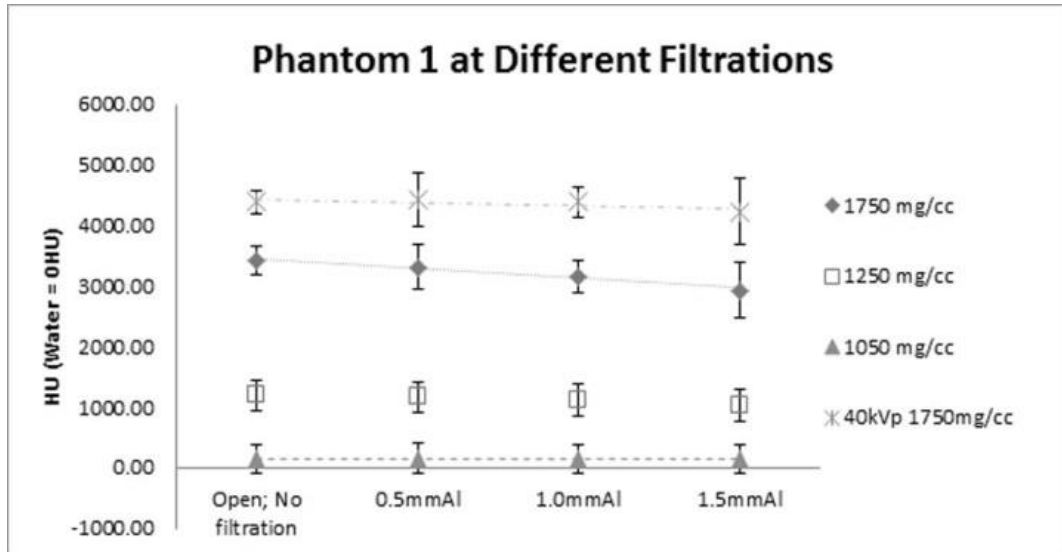 Phantom 1 at Different Filtrations
HU (Water = 0HU)
6000.00
5000.00
4000.00
3000.00
2000.00
1000.00
0.00
-1000.00
Open; No
filtration
0.5mmAl
1.0mmAl
1.5mmAl
1750 mg/cc
1250 mg/cc
1050 mg/cc
40kVp 1750mg/cc